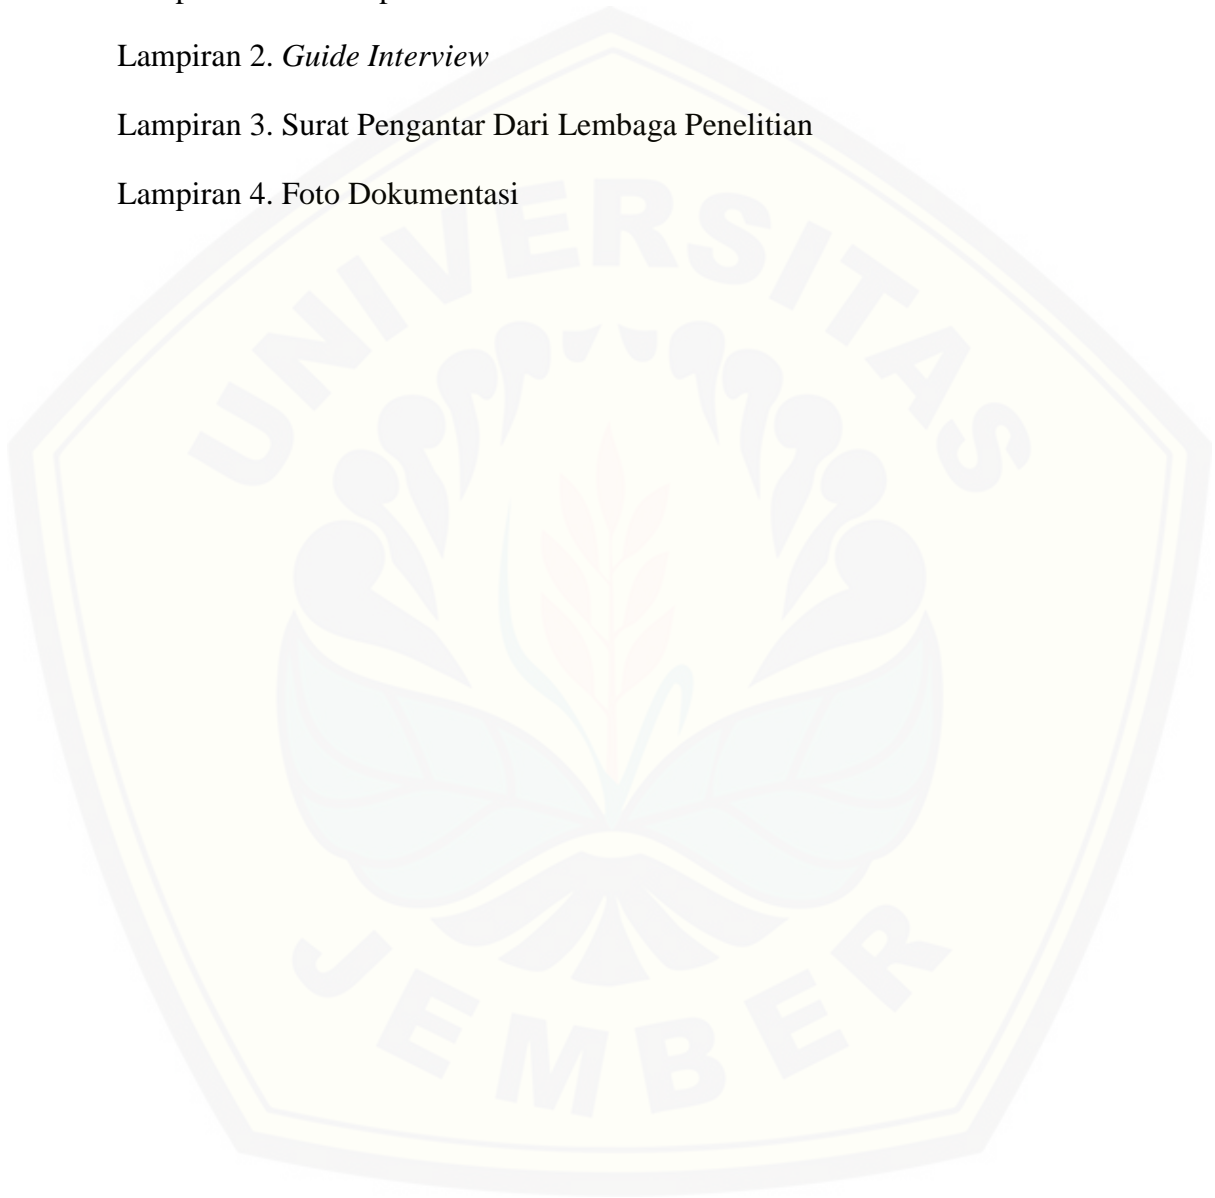 Lampiran 2. Guide Interview
Lampiran 3. Surat Pengantar Dari Lembaga Penelitian
Lampiran 4. Foto Dokumentasi
UNIVERSITAS
JEMBER